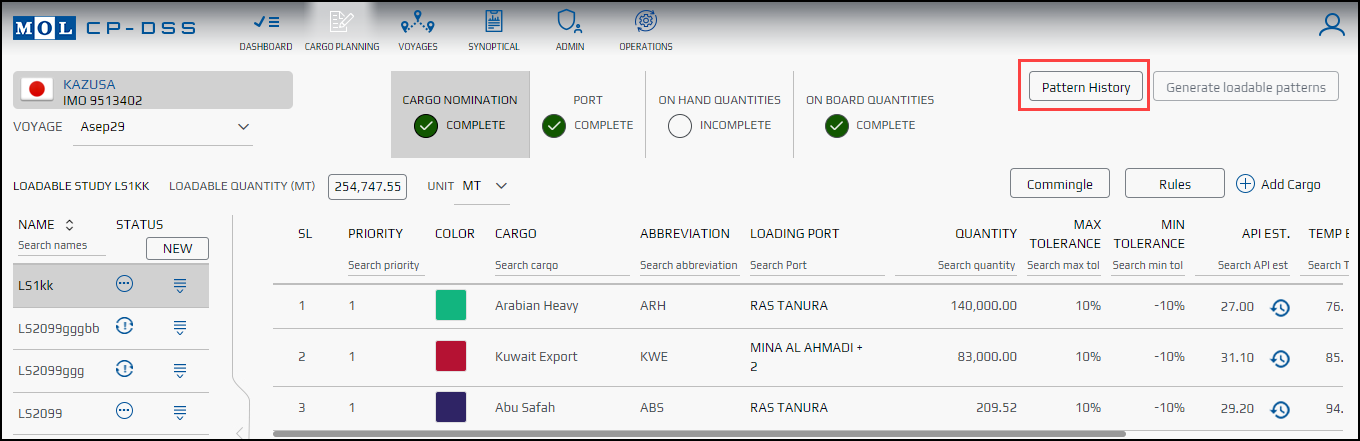 MOL CP-DSS
DASHBOARD CARGO PLANNING VOYAGES SYNOPTICAL ADMIN OPERATIONS
KAZUSA
IMO 9513402
VOYAGE Asep29
CARGO NOMINATION PORT ON HAND QUANTITIES ON BOARD QUANTITIES
COMPLETE COMPLETE INCOMPLETE COMPLETE
Pattern History Generate loadable patterns
LOADABLE STUDY LS1KK LOADABLE QUANTITY (MT) 254,747.55 UNIT MT Commingle Rules Add Cargo
NAME STATUS
Search names NEW
LS1kk
LS2099gggbb
LS2099ggg
LS2099
SL PRIORITY COLOR CARGO ABBREVIATION LOADING PORT QUANTITY MAX TOLERANCE MIN TOLERANCE API EST. TEMP E
Search priority Search cargo Search abbreviation Search Port Search quantity Search max tol Search min tol Search API est Search T
1 1 Arabian Heavy ARH RAS TANURA 140,000.00 10% -10% 27.00 76.
2 1 Kuwait Export KWE MINA AL AHMADI + 2 83,000.00 10% -10% 31.10 85.
3 1 Abu Safah ABS RAS TANURA 209.52 10% -10% 29.20 94.